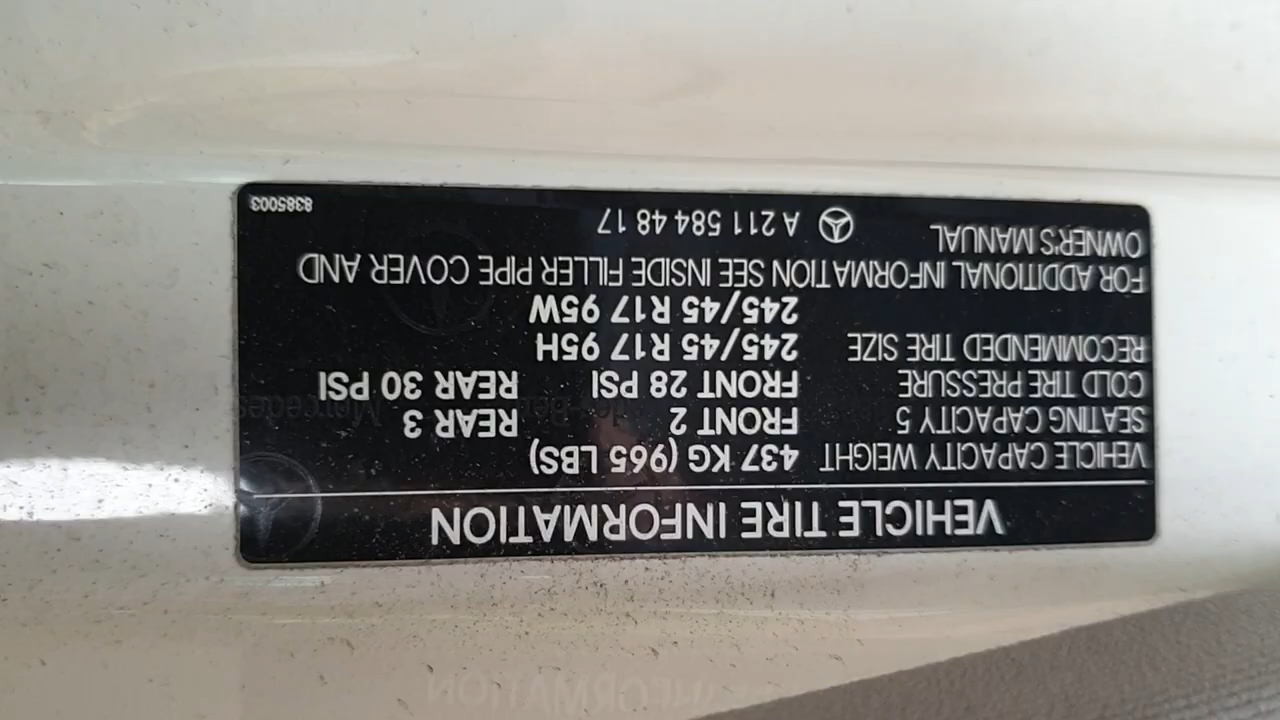 VEHICLE TIRE INFORMATION
VEHICLE CAPACITY WEIGHT 437 KG (965 LBS)
SEATING CAPACITY 5 FRONT 2 REAR 3
COLD TIRE PRESSURE FRONT 28 PSI REAR 30 PSI
RECOMMENDED TIRE SIZE 245/45 R17 95H
245/45 R17 95W
FOR ADDITIONAL INFORMATION SEE INSIDE FILLER PIPE COVER AND
OWNER'S MANUAL
A 211 584 48 17
8385003